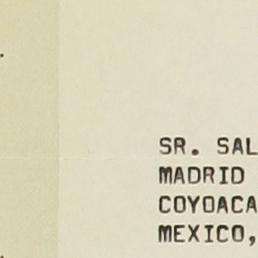 SR. SAL
MADRID
COYOACA
MEXICO,